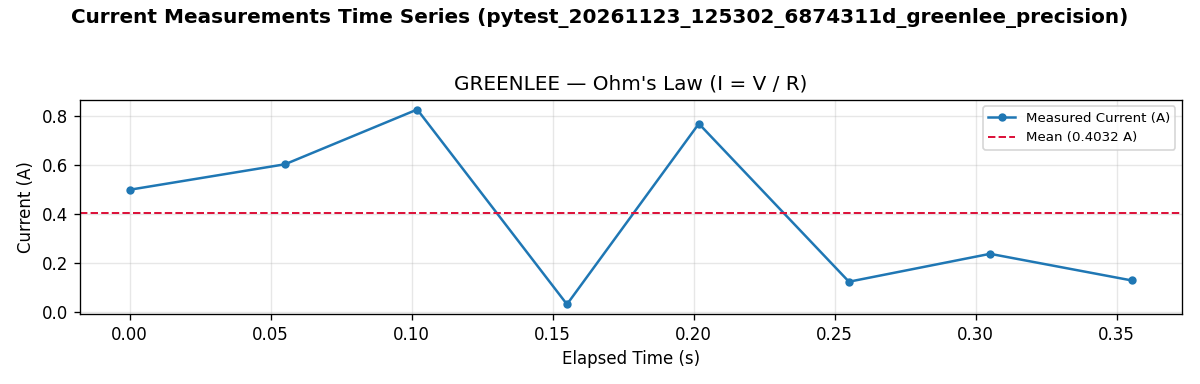 Current Measurements Time Series (pytest_20261123_125302_6874311d_greenlee_precision)
GREENLEE — Ohm's Law (I = V / R)
Measured Current (A)
Mean (0.4032 A)
Current (A)
0.8
0.6
0.4
0.2
0.0
0.00 0.05 0.10 0.15 0.20 0.25 0.30 0.35
Elapsed Time (s)